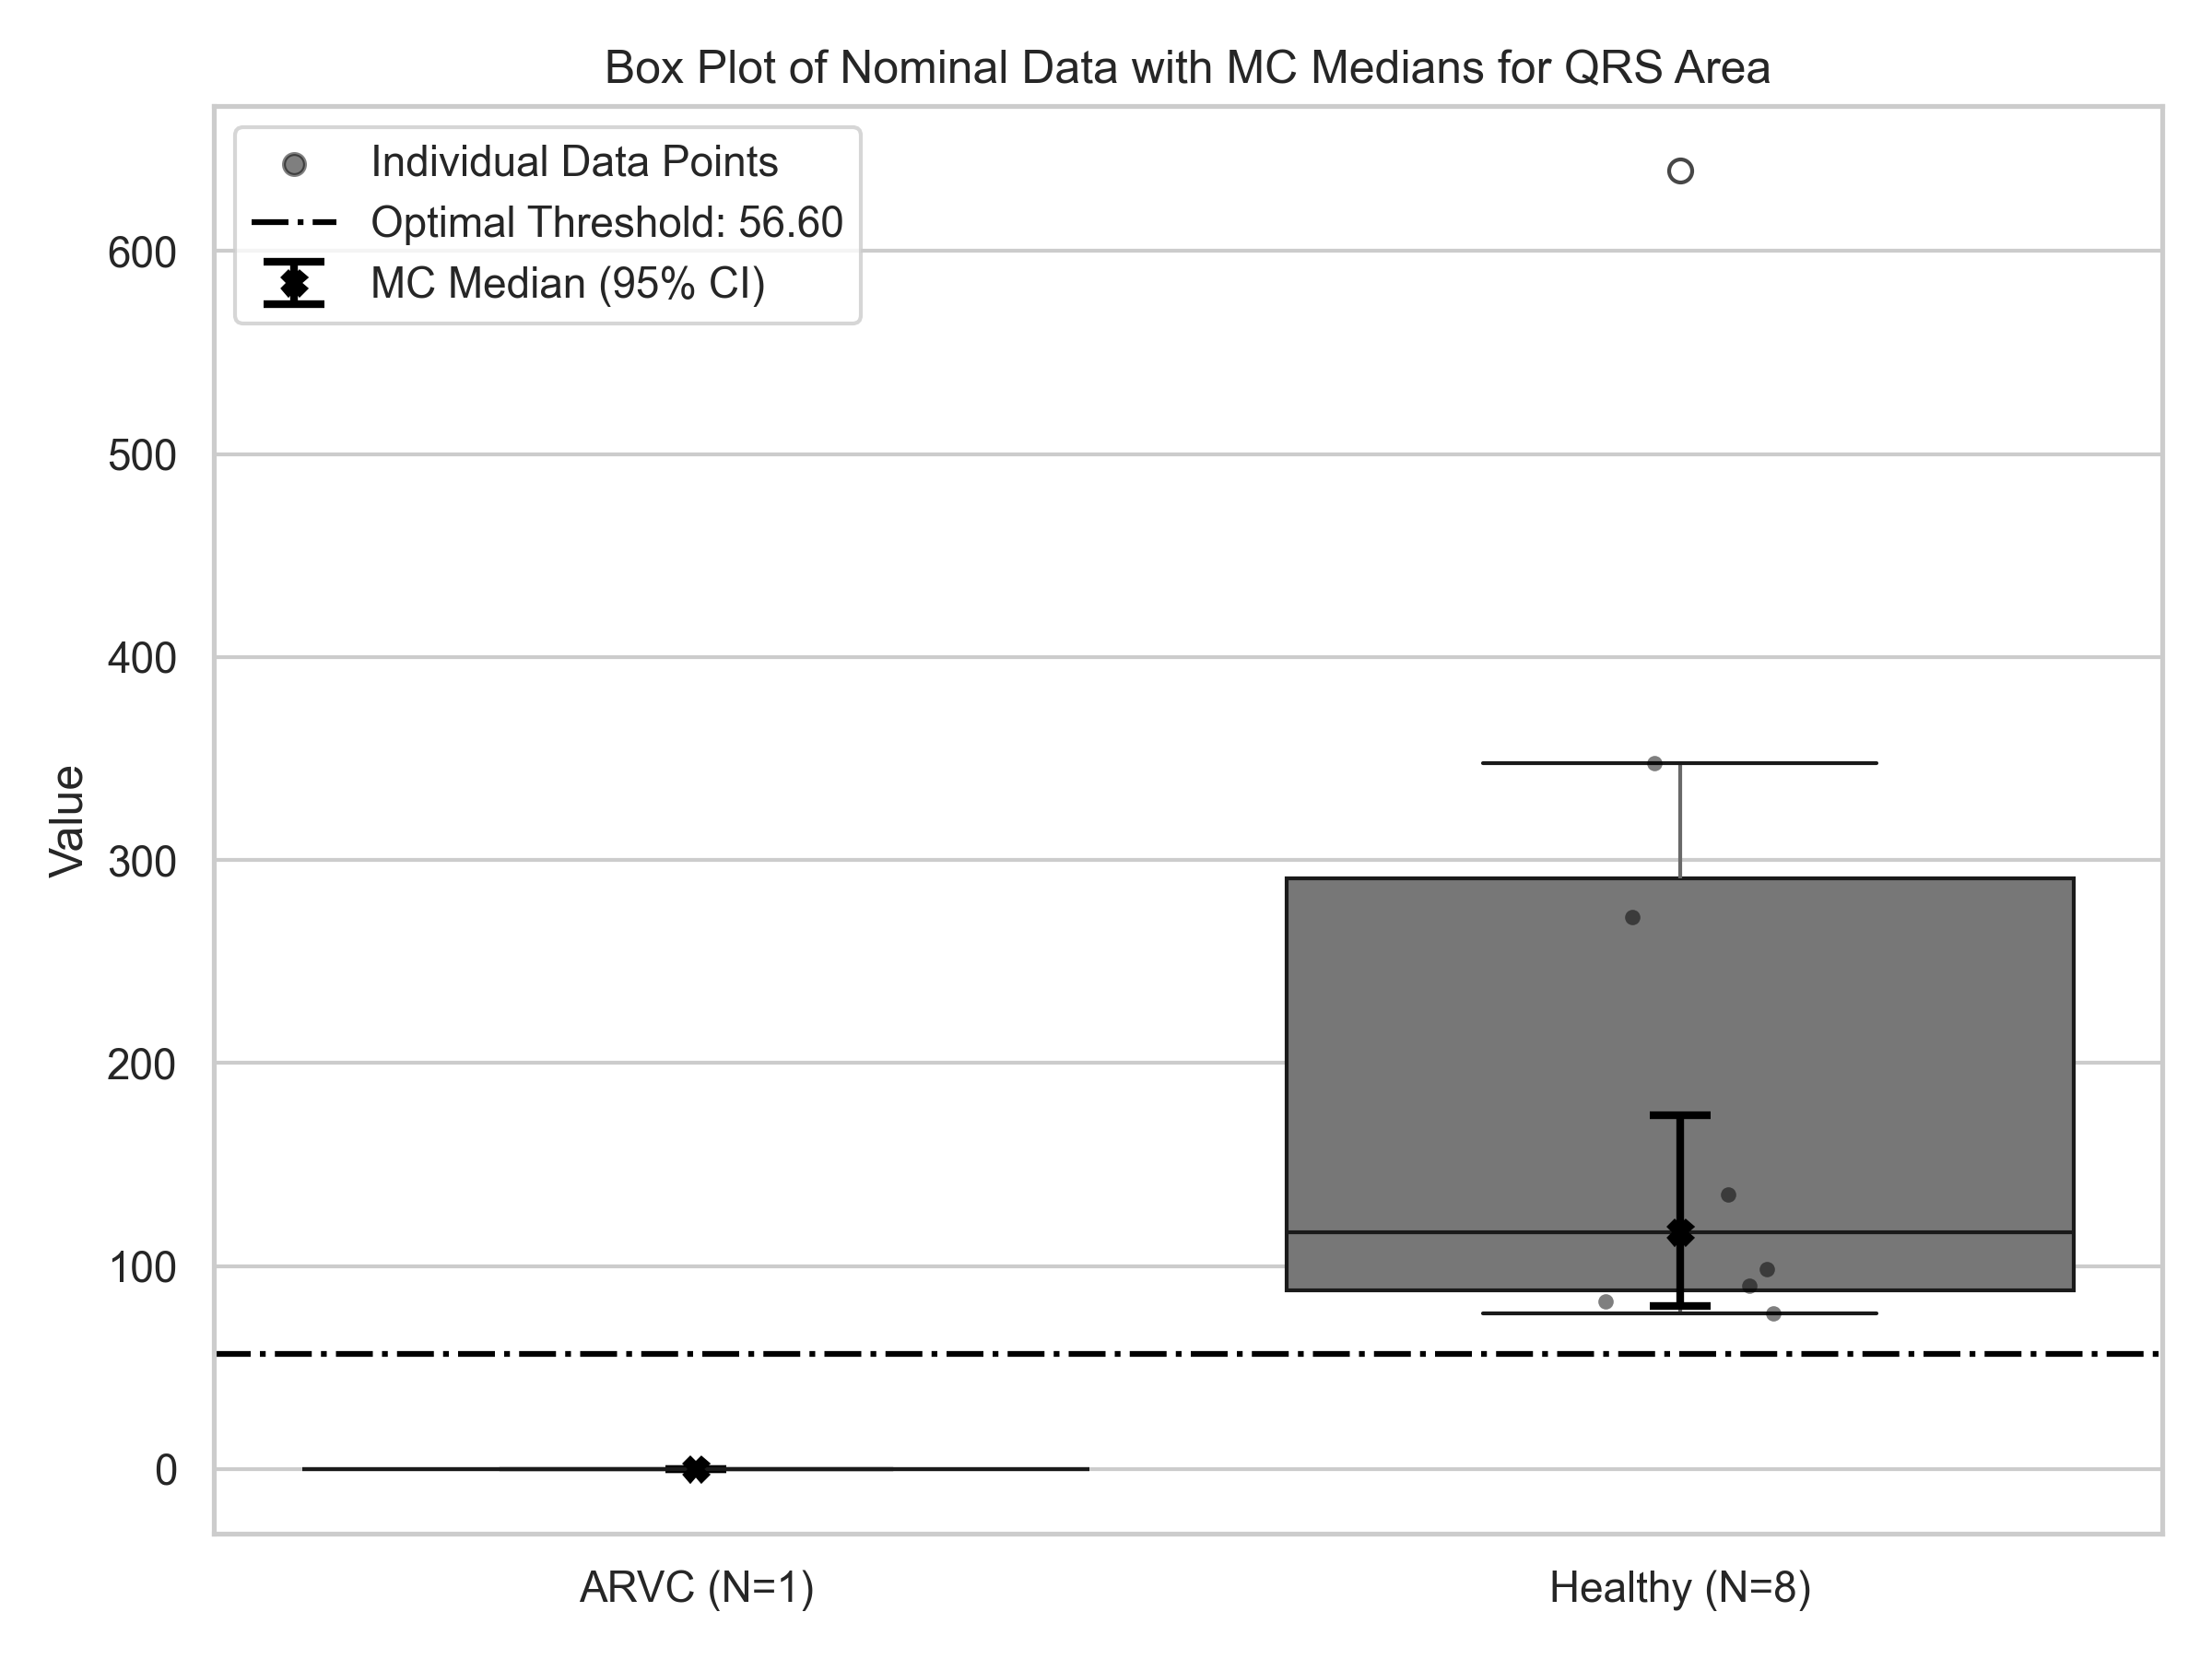 Box Plot of Nominal Data with MC Medians for QRS Area
Individual Data Points
Optimal Threshold: 56.60
MC Median (95% CI)
600
500
400
300
200
100
0
Value
ARVC (N=1)
Healthy (N=8)